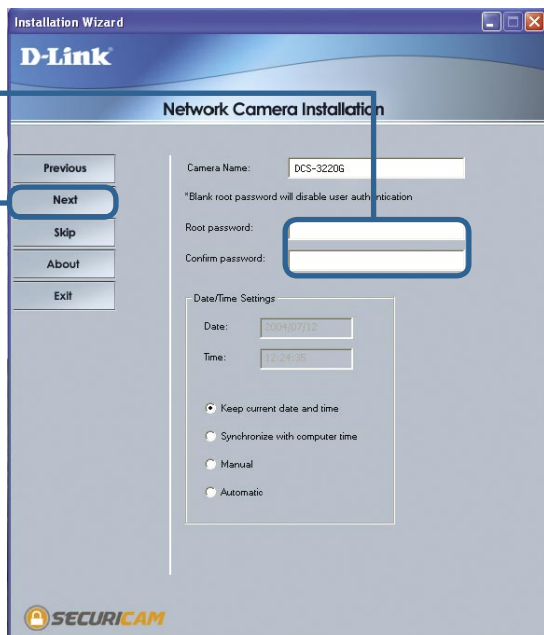 Installation Wizard
D-Link
Network Camera Installation
Previous
Next
Skip
About
Exit
Camera Name: DCS-3220G
*Blank root password will disable user authentication
Root password:
Confirm password:
Date/Time Settings
Date: 2004/07/12
Time: 12:24:35
Keep current date and time
Synchronize with computer time
Manual
Automatic
SECURICAM